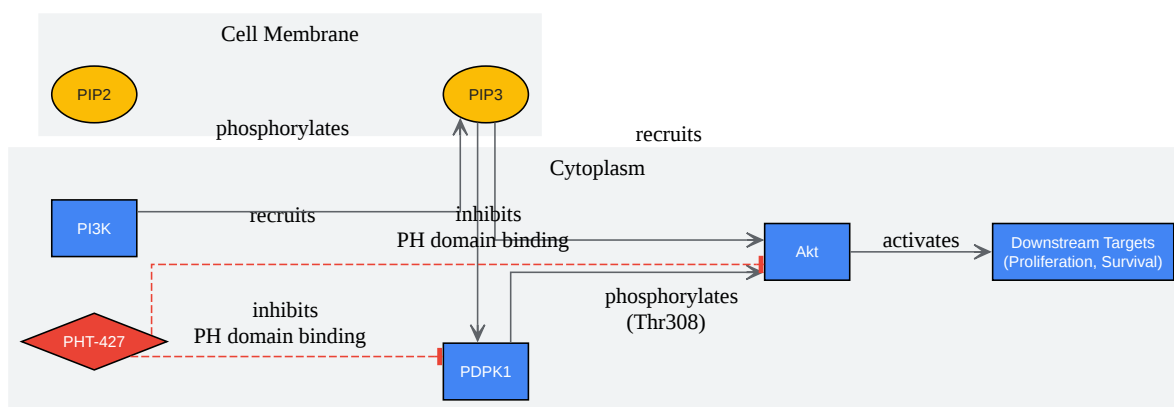 Cell Membrane
PIP2
PIP3
phosphorylates
recruits
Cytoplasm
PI3K
recruits
inhibits
PH domain binding
Akt
activates
Downstream Targets
(Proliferation, Survival)
phosphorylates
(Thr308)
inhibits
PH domain binding
PHT-427
PDPK1